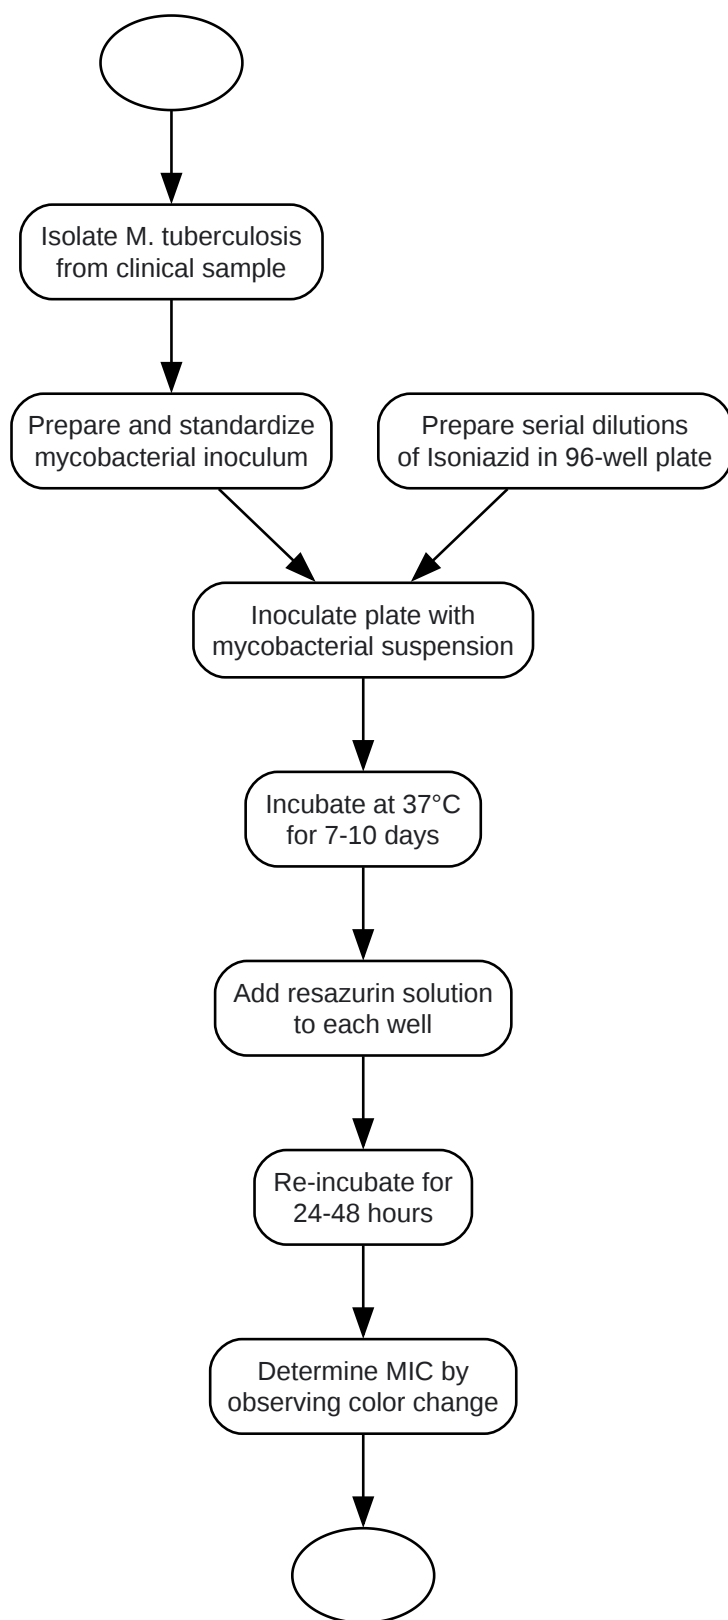 Isolate M. tuberculosis
from clinical sample
Prepare and standardize
mycobacterial inoculum
Prepare serial dilutions
of Isoniazid in 96-well plate
Inoculate plate with
mycobacterial suspension
Incubate at 37°C
for 7-10 days
Add resazurin solution
to each well
Re-incubate for
24-48 hours
Determine MIC by
observing color change